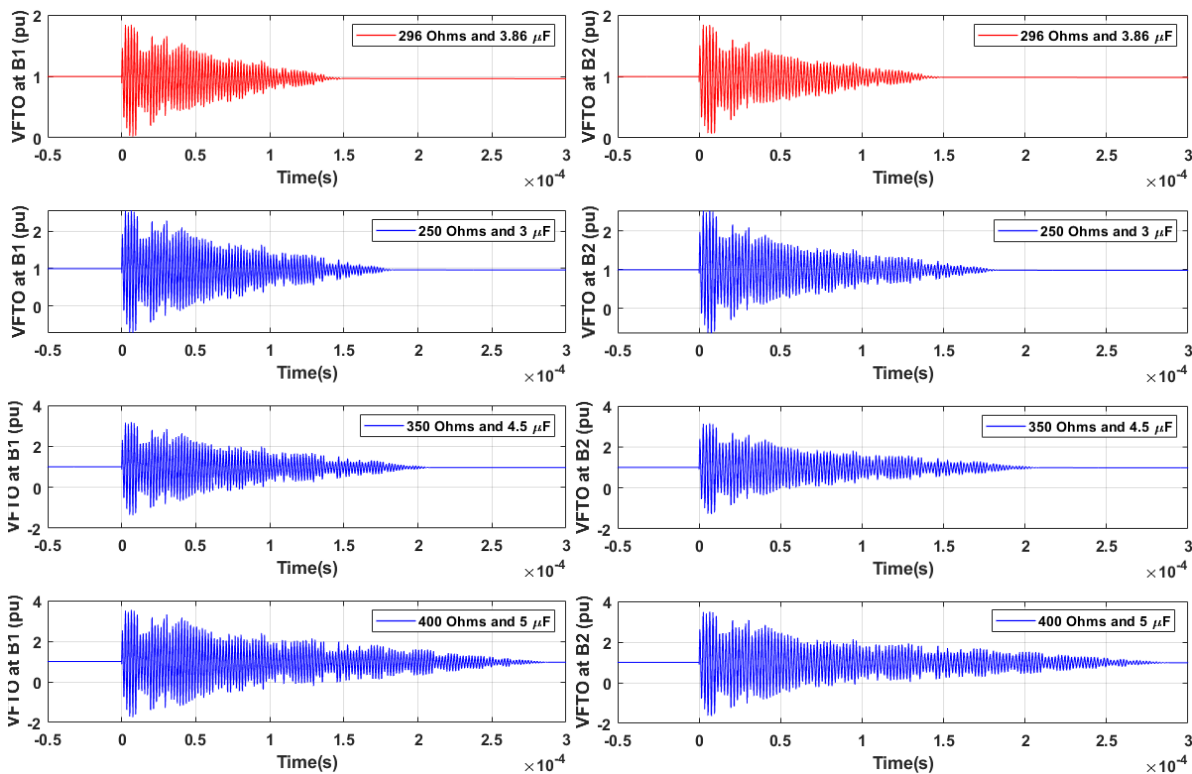 VFTO at B1 (pu)
2
1
0
296 Ohms and 3.86 μF
-0.5 0 0.5 1 1.5 2 2.5 3
Time(s)
×10⁻⁴
VFTO at B2 (pu)
2
1
0
296 Ohms and 3.86 μF
-0.5 0 0.5 1 1.5 2 2.5 3
Time(s)
×10⁻⁴
VFTO at B1 (pu)
2
1
0
250 Ohms and 3 μF
-0.5 0 0.5 1 1.5 2 2.5 3
Time(s)
×10⁻⁴
VFTO at B2 (pu)
2
1
0
250 Ohms and 3 μF
-0.5 0 0.5 1 1.5 2 2.5 3
Time(s)
×10⁻⁴
VFTO at B1 (pu)
4
2
0
-2
350 Ohms and 4.5 μF
-0.5 0 0.5 1 1.5 2 2.5 3
Time(s)
×10⁻⁴
VFTO at B2 (pu)
4
2
0
-2
350 Ohms and 4.5 μF
-0.5 0 0.5 1 1.5 2 2.5 3
Time(s)
×10⁻⁴
VFTO at B1 (pu)
4
2
0
-2
400 Ohms and 5 μF
-0.5 0 0.5 1 1.5 2 2.5 3
Time(s)
×10⁻⁴
VFTO at B2 (pu)
4
2
0
-2
400 Ohms and 5 μF
-0.5 0 0.5 1 1.5 2 2.5 3
Time(s)
×10⁻⁴